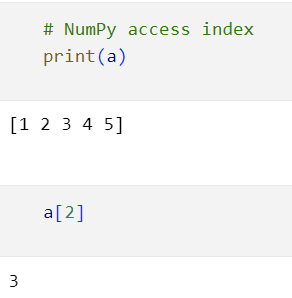 # NumPy access index
print(a)
[1 2 3 4 5]
a[2]
3